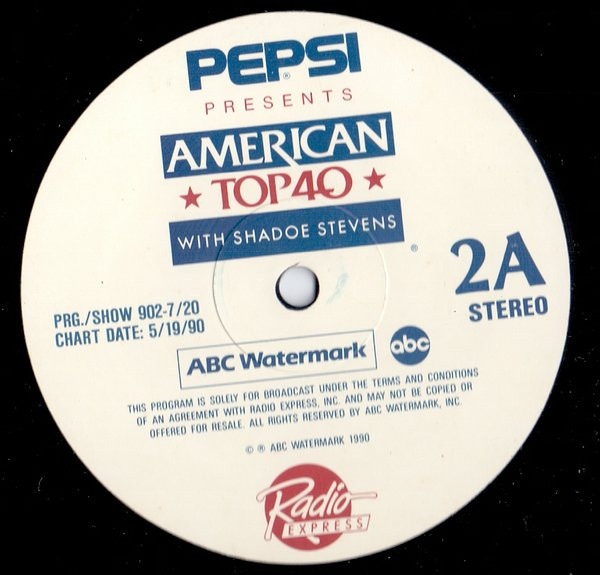 PEPSI®
PRESENTS
AMERICAN
★ TOP40 ★
WITH SHADOE STEVENS
®
2A
STEREO
PRG./SHOW 902-7/20
CHART DATE: 5/19/90
ABC Watermark
abc
THIS PROGRAM IS SOLELY FOR BROADCAST UNDER THE TERMS AND CONDITIONS
OF AN AGREEMENT WITH RADIO EXPRESS, INC. AND MAY NOT BE COPIED OR
OFFERED FOR RESALE. ALL RIGHTS RESERVED BY ABC WATERMARK, INC.
© ℗ ABC WATERMARK 1990
Radio
EXPRESS